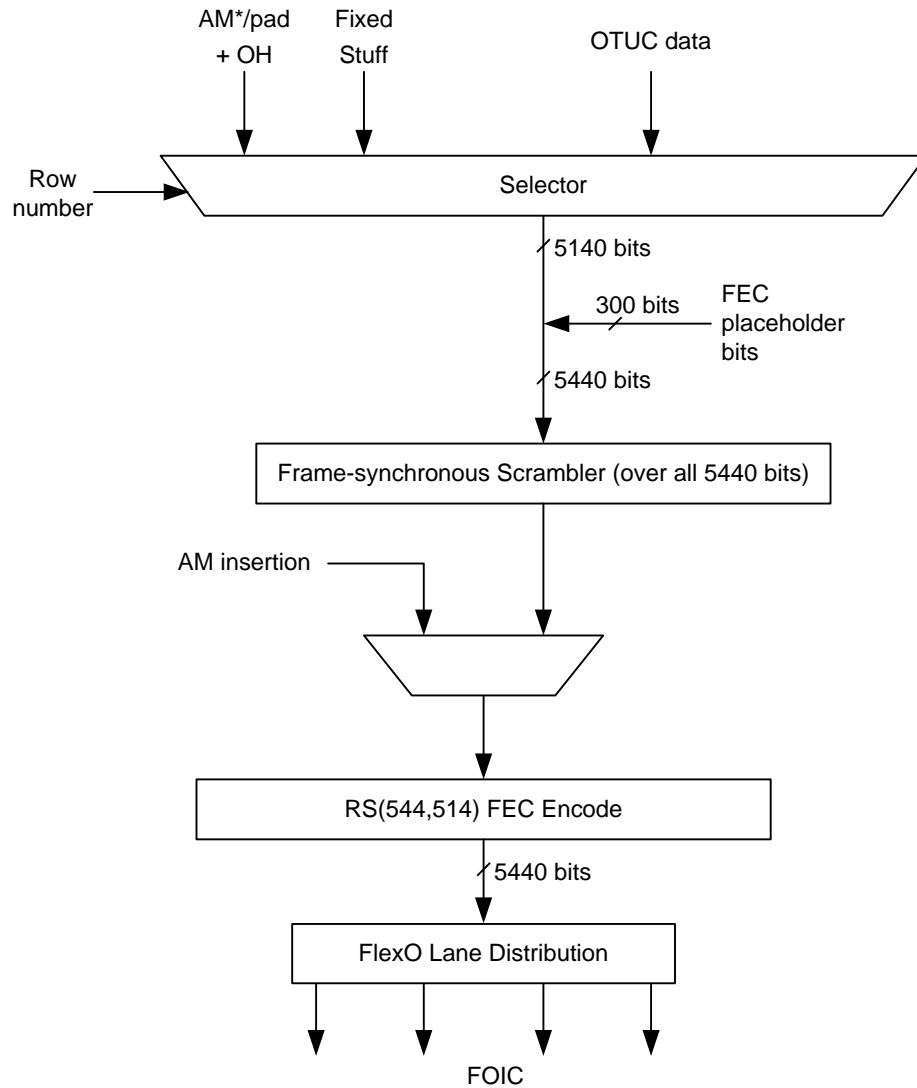 AM*/pad
+ OH
Fixed
Stuff
OTUC data
Row
number
Selector
5140 bits
300 bits
FEC
placeholder
bits
5440 bits
Frame-synchronous Scrambler (over all 5440 bits)
AM insertion
RS(544,514) FEC Encode
5440 bits
FlexO Lane Distribution
FOIC